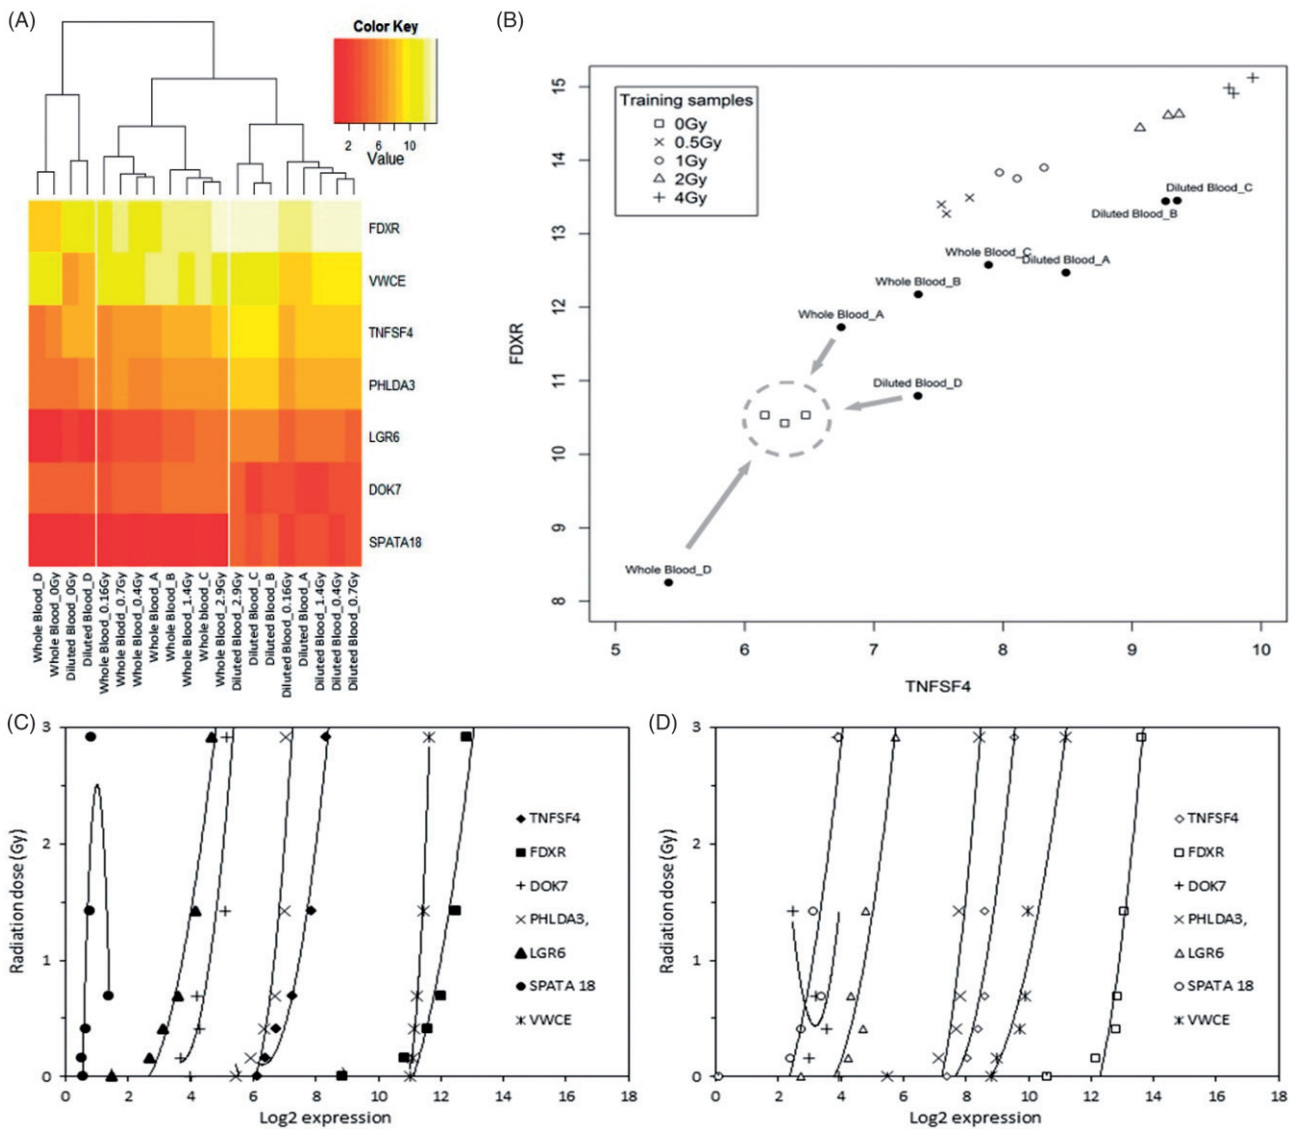 (A)
Color Key
2 6 10
Value
FDXR
VWCE
TNFSF4
PHLDA3
LGR6
DOK7
SPATA18
Whole Blood_D
Whole Blood_0Gy
Diluted Blood_0Gy
Diluted Blood_D
Whole Blood_0.16Gy
Whole Blodd_0.7Gy
Whole Blood_0.4Gy
Whole Blood_A
Whole Blood_B
Whole Blood_1.4Gy
Whole blood_C
Whole Blood_2.9Gy
Diluted Blood_2.9Gy
Diluted Blood_C
Diluted Blood_B
Diluted Blood_0.16Gy
Diluted Blood_A
Diluted Blood_1.4Gy
Diluted Blood_0.4Gy
Diluted Blood_0.7Gy
(B)
Training samples
0Gy
0.5Gy
1Gy
2Gy
4Gy
Diluted Blood_C
Diluted Blood_B
Whole Blood_C
Diluted Blood_A
Whole Blood_B
Whole Blood_A
Diluted Blood_D
Whole Blood_D
FDXR
15
14
13
12
11
10
9
8
5 6 7 8 9 10
TNFSF4
(C)
Radiation dose (Gy)
3
2
1
0
TNFSF4
FDXR
DOK7
PHLDA3,
LGR6
SPATA 18
VWCE
0 2 4 6 8 10 12 14 16 18
Log2 expression
(D)
Radiation dose (Gy)
3
2
1
0
TNFSF4
FDXR
DOK7
PHLDA3,
LGR6
SPATA 18
VWCE
0 2 4 6 8 10 12 14 16 18
Log2 expression